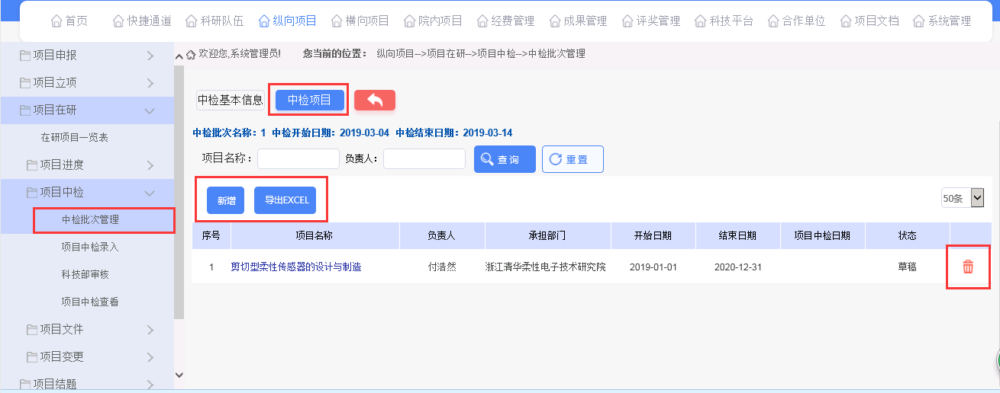 首页 快捷通道 科研队伍 纵向项目 横向项目 院内项目 经费管理 成果管理 评奖管理 科技平台 合作单位 项目文档 系统管理
项目申报
项目立项
项目在研
在研项目一览表
项目进度
项目中检
中检批次管理
项目中检录入
科技部审核
项目中检查看
项目文件
项目变更
项目结题
欢迎您,系统管理员! 您当前的位置： 纵向项目-->项目在研-->项目中检-->中检批次管理
中检基本信息 中检项目
中检批次名称：1 中检开始日期：2019-03-04 中检结束日期：2019-03-14
项目名称： 负责人： 查询 重置
新增 导出EXCEL 50条
序号 项目名称 负责人 承担部门 开始日期 结束日期 项目中检日期 状态
1 剪切型柔性传感器的设计与制造 付浩然 浙江清华柔性电子技术研究院 2019-01-01 2020-12-31 草稿